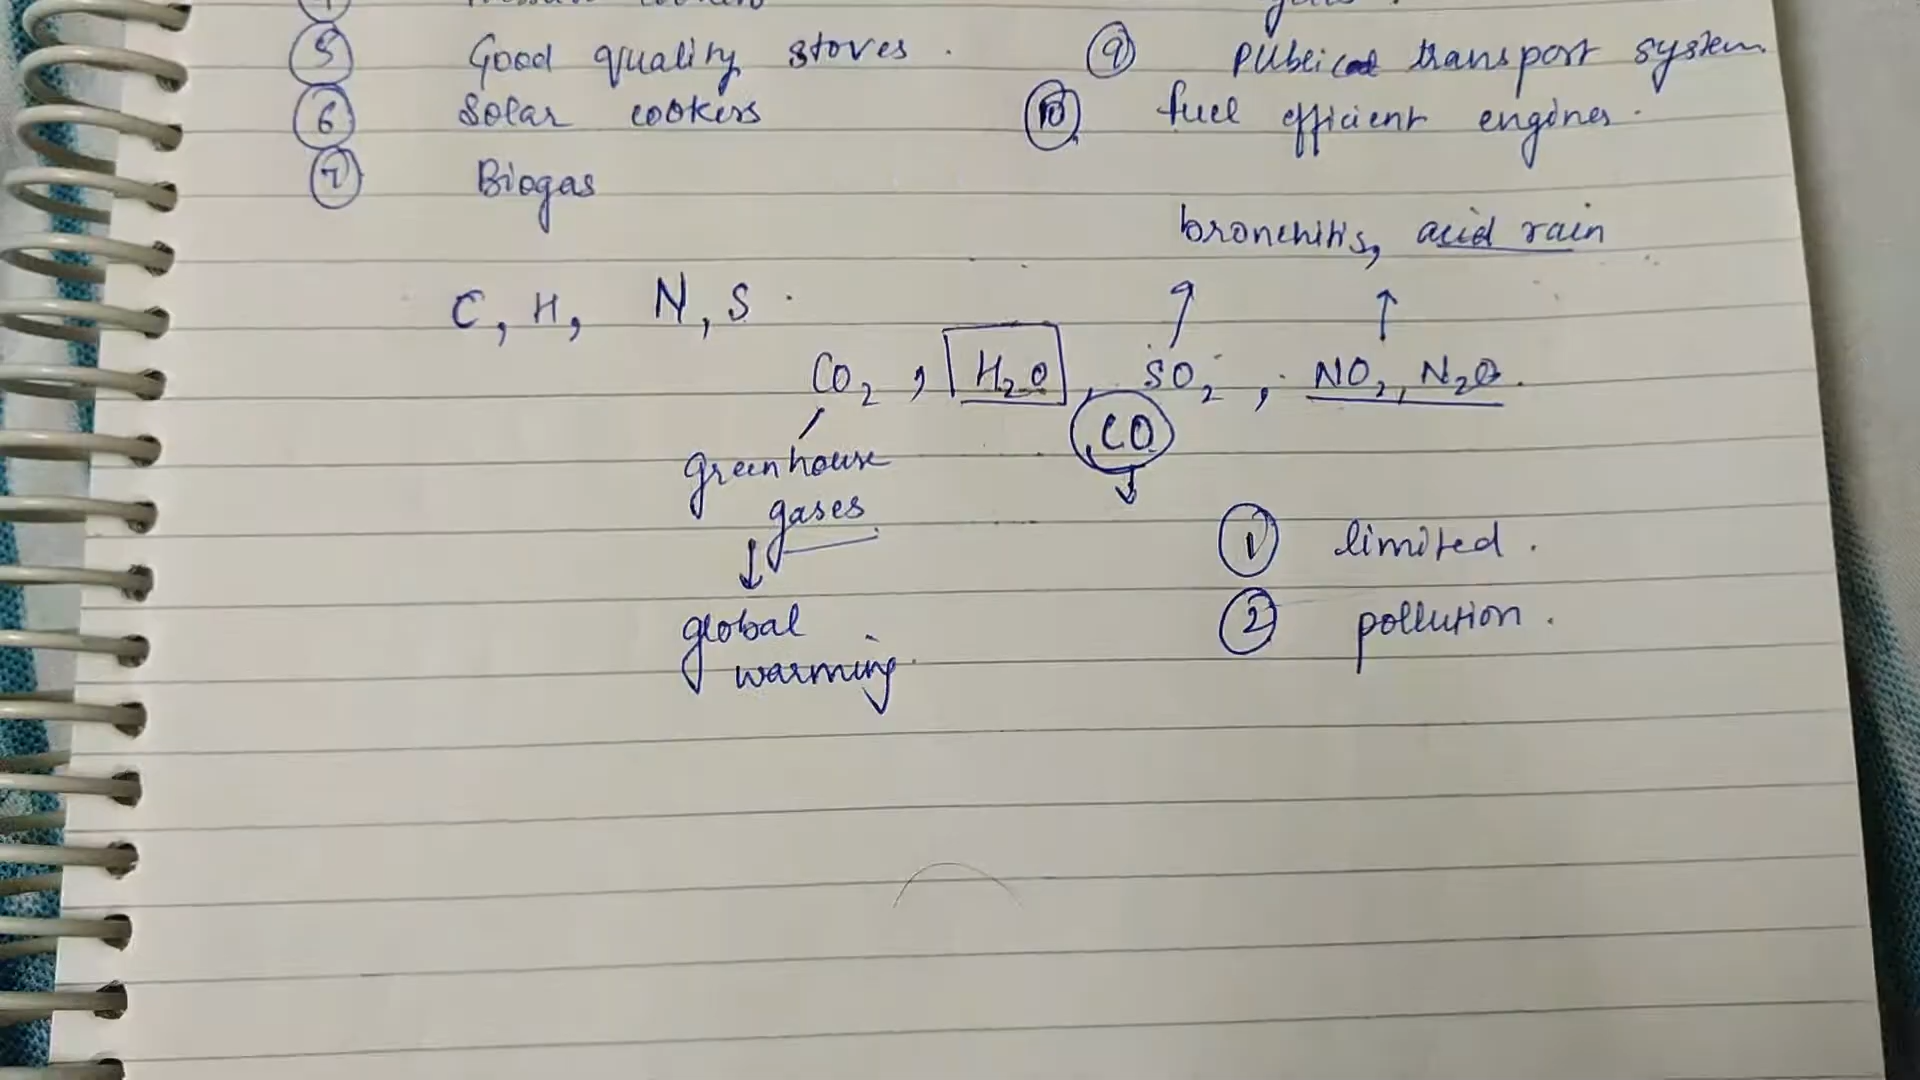 5 Good quality stoves . 9 public transport system
6 Solar cookers 10 fuel efficient engines.
7 Biogas
bronchitis, acid rain
C, H, N, S .
CO2, H2O, SO2, NO2, N2O.
CO
greenhouse
gases
1 limited .
2 pollution .
global
warming.